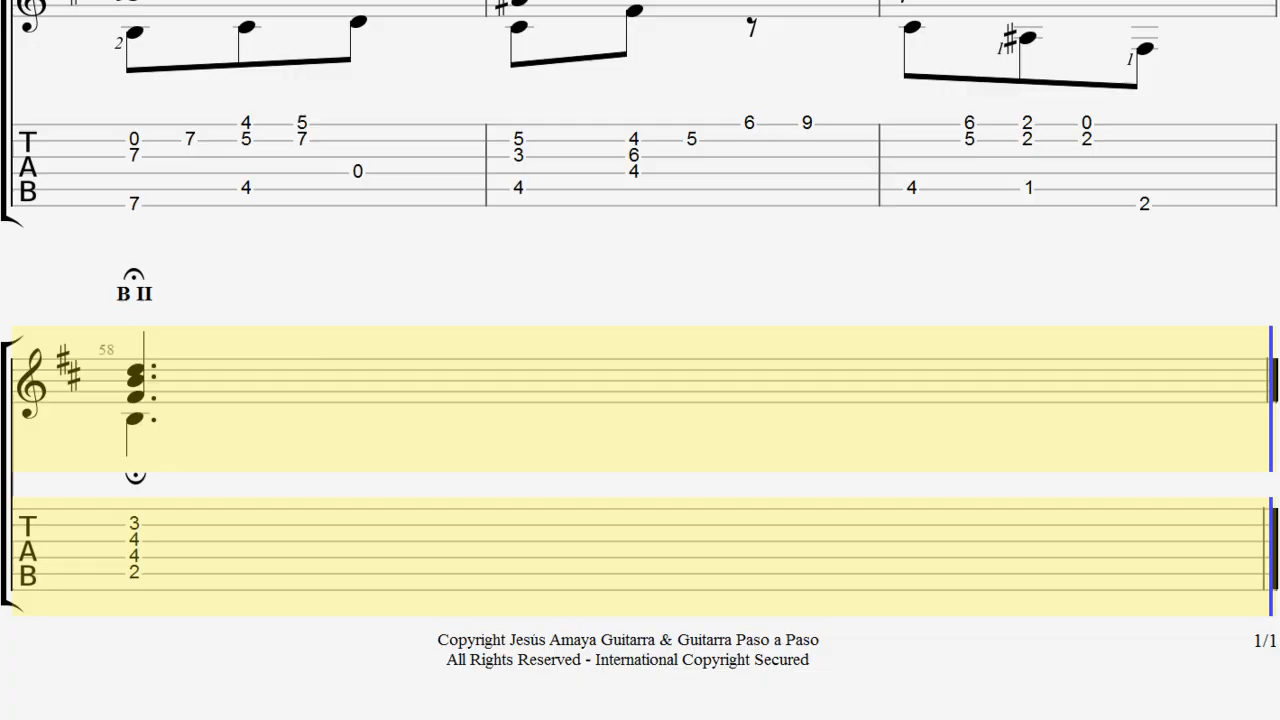 2
1
1
4 5 6 9 6 2 0
T 0 7 5 7 5 4 5 5 2 2
7 3 6
A 0 4
B 4 4 4 1
7 2
B II
58
T 3
4
A 4
B 2
Copyright Jesús Amaya Guitarra & Guitarra Paso a Paso
1/1
All Rights Reserved - International Copyright Secured